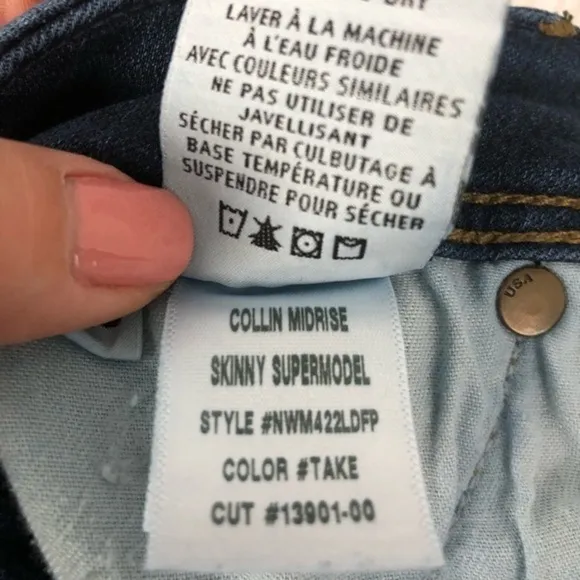 LAVER À LA MACHINE
À L'EAU FROIDE
AVEC COULEURS SIMILAIRES
NE PAS UTILISER DE
JAVELLISANT
SÉCHER PAR CULBUTAGE À
BASE TEMPÉRATURE OU
SUSPENDRE POUR SÉCHER
COLLIN MIDRISE
SKINNY SUPERMODEL
STYLE #NWM422LDFP
COLOR #TAKE
CUT #13901-00
USA